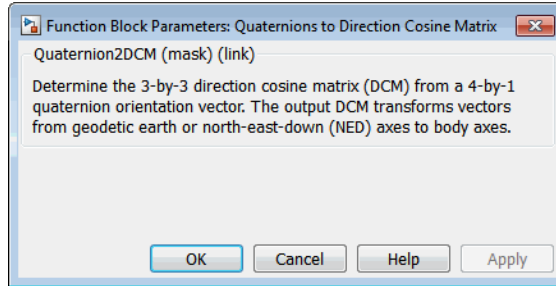 Function Block Parameters: Quaternions to Direction Cosine Matrix
Quaternion2DCM (mask) (link)
Determine the 3-by-3 direction cosine matrix (DCM) from a 4-by-1
quaternion orientation vector. The output DCM transforms vectors
from geodetic earth or north-east-down (NED) axes to body axes.
OK Cancel Help Apply